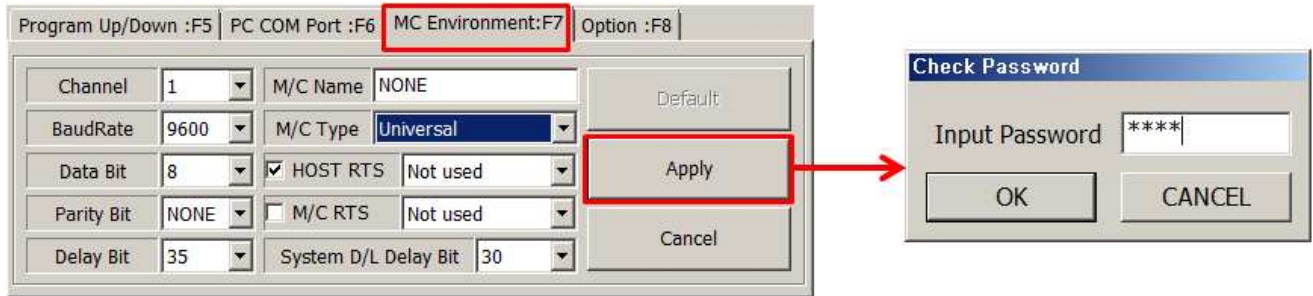 Program Up/Down :F5 PC COM Port :F6 MC Environment:F7 Option :F8
Channel 1 M/C Name NONE Default
BaudRate 9600 M/C Type Universal
Data Bit 8 HOST RTS Not used Apply
Parity Bit NONE M/C RTS Not used
Delay Bit 35 System D/L Delay Bit 30 Cancel
Check Password
Input Password ****
OK CANCEL